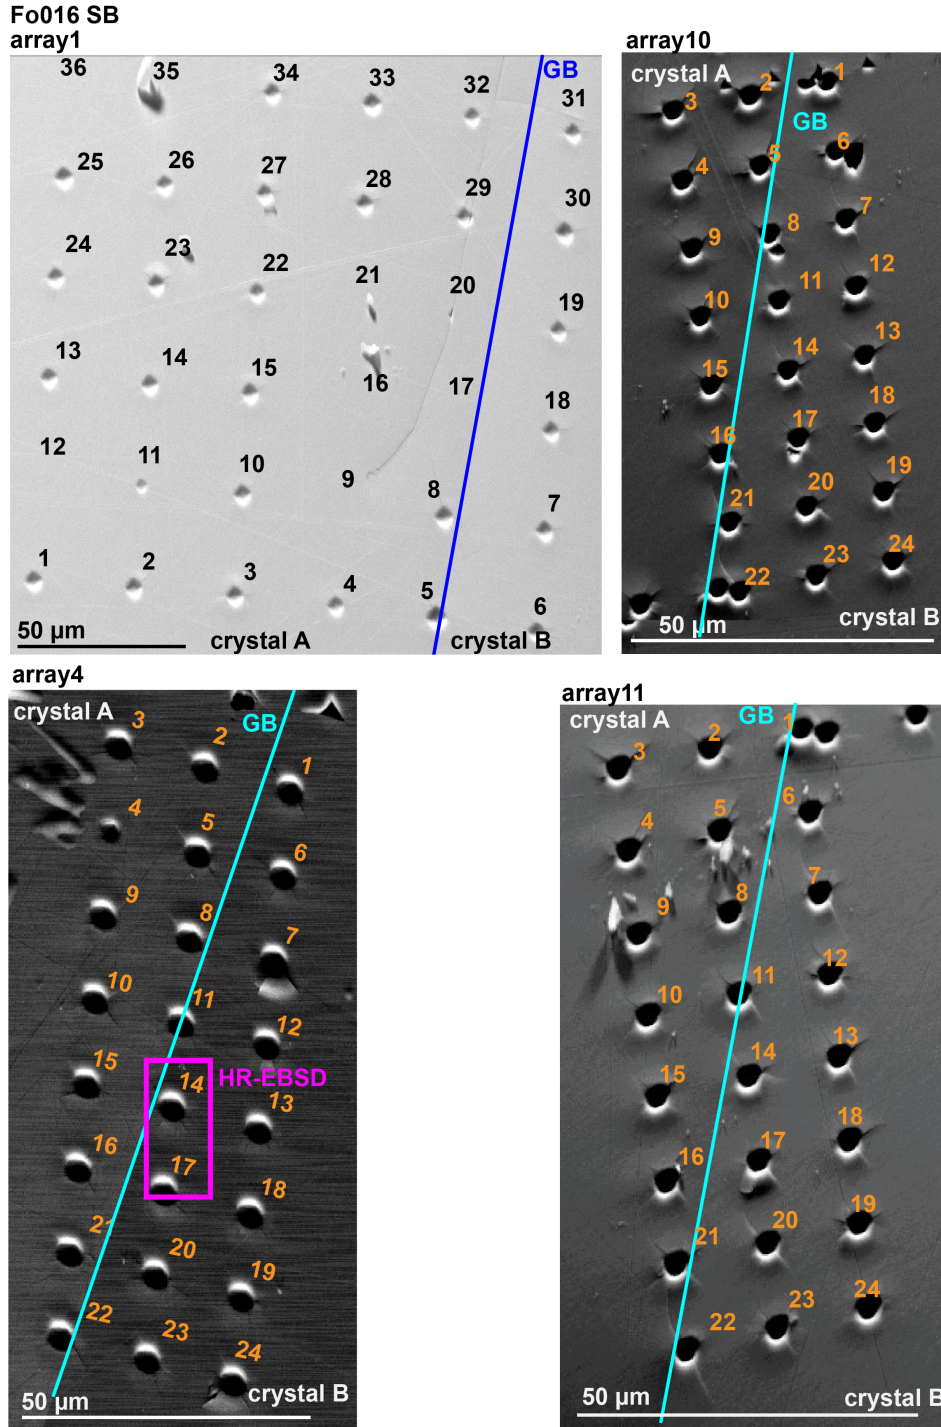 Fo016 SB
array1
36 35 34 33 32 GB 31
25 26 27 28 29 30
24 23 22 21 20 19
13 14 15 16 17 18
12 11 10 9 8 7
1 2 3 4 5 6
50 µm crystal A crystal B
array10
crystal A 2 1
3 GB
4 5 6
9 8 7
10 11 12
15 14 13
16 17 18
21 20 19
22 23 24
crystal B
50 µm
array4
crystal A 3 2 GB 1
4 5 6
9 8 7
10 11 12
15 14 HR-EBSD 13
16 17 18
21 20 19
22 23 24
50 µm crystal B
array11
crystal A GB 1
3 2
4 5 6
9 8 7
10 11 12
15 14 13
16 17 18
21 20 19
22 23 24
50 µm crystal B